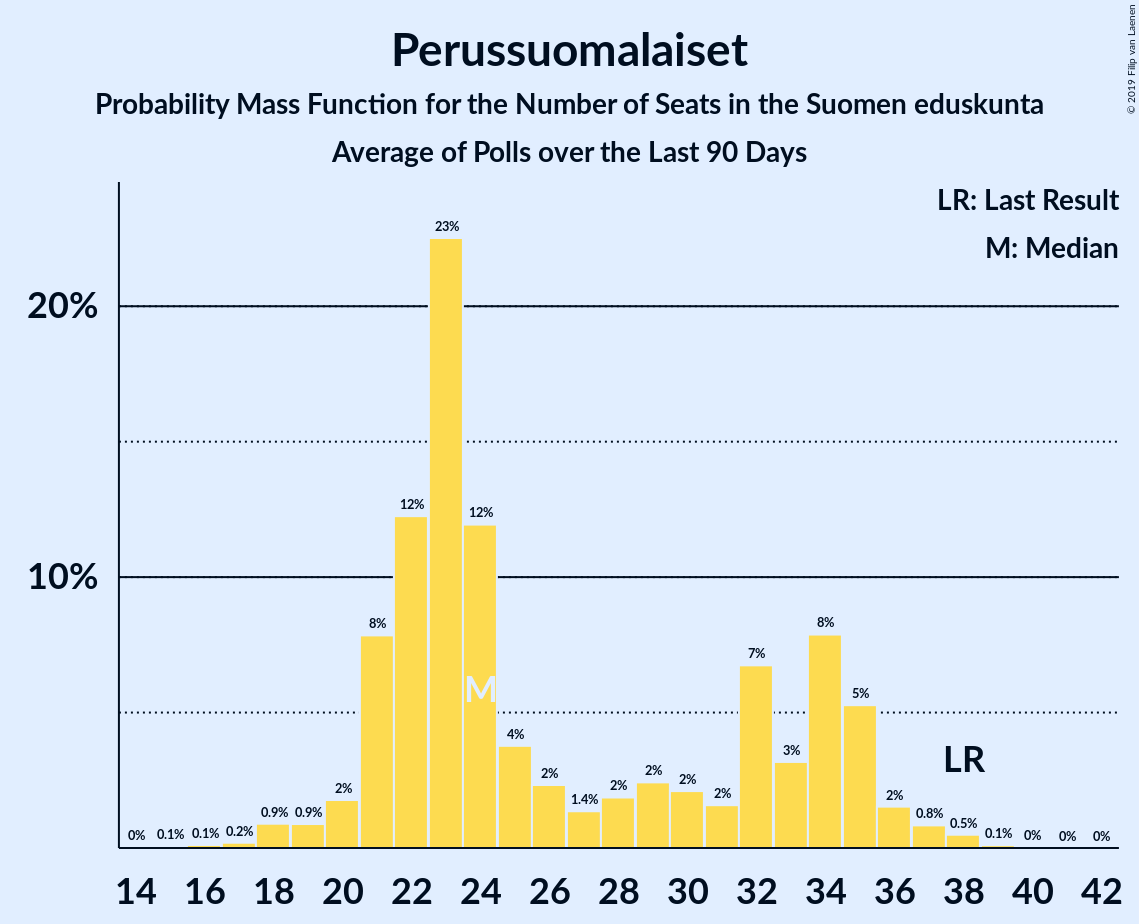 © 2019 Filip van Laenen
Perussuomalaiset
Probability Mass Function for the Number of Seats in the Suomen eduskunta
Average of Polls over the Last 90 Days
LR: Last Result
M: Median
20%
10%
0% 0.1% 0.1% 0.2% 0.9% 0.9% 2% 8% 12% 23% 12% 4% 2% 1.4% 2% 2% 2% 2% 7% 3% 8% 5% 2% 0.8% 0.5% 0.1% 0% 0% 0%
M
LR
14 16 18 20 22 24 26 28 30 32 34 36 38 40 42